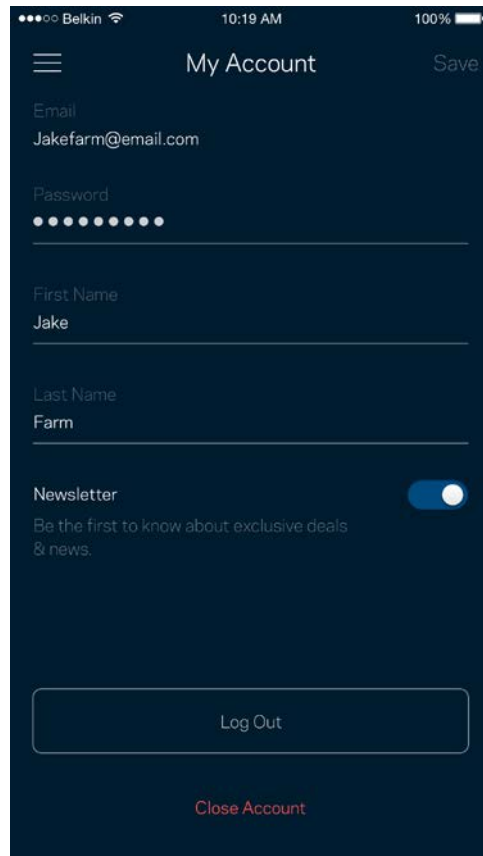 Belkin 10:19 AM 100%
My Account Save
Email
Jakefarm@email.com
Password
First Name
Jake
Last Name
Farm
Newsletter
Be the first to know about exclusive deals
& news.
Log Out
Close Account